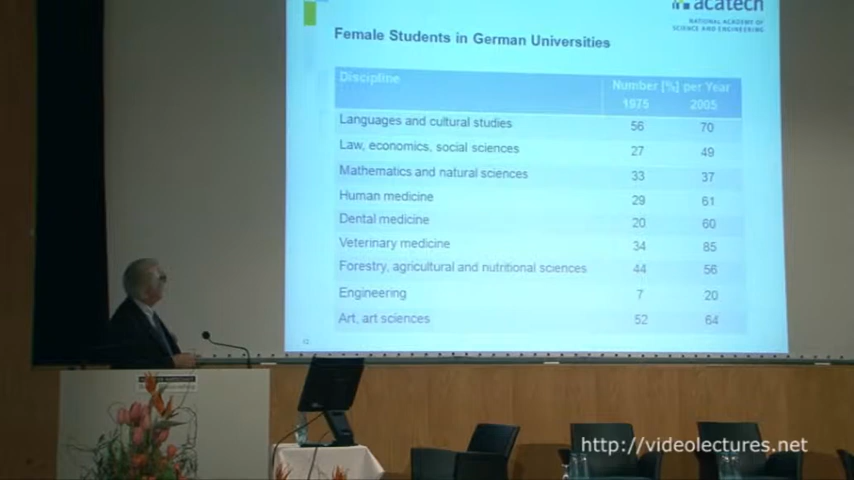 acatech
NATIONAL ACADEMY OF
SCIENCE AND ENGINEERING
Female Students in German Universities
Discipline
Number [%] per Year
1975 2005
Languages and cultural studies 56 70
Law, economics, social sciences 27 49
Mathematics and natural sciences 33 37
Human medicine 29 61
Dental medicine 20 60
Veterinary medicine 34 85
Forestry, agricultural and nutritional sciences 44 56
Engineering 7 20
Art, art sciences 52 64
12
http://videolectures.net